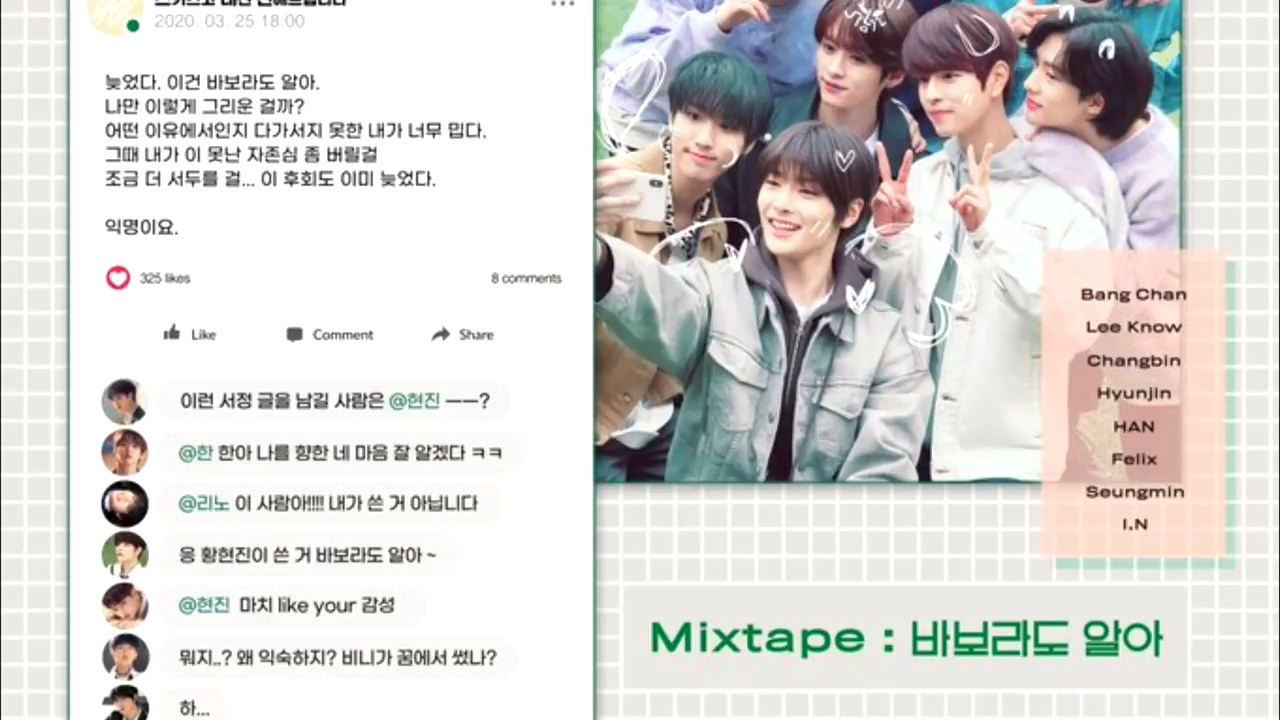 2020. 03. 25 18:00
늦었다. 이건 바보라도 알아.
나만 이렇게 그리운 걸까?
어떤 이유에서인지 다가서지 못한 내가 너무 밉다.
그때 내가 이 못난 자존심 좀 버릴걸
조금 더 서두를 걸... 이 후회도 이미 늦었다.
익명이요.
325 likes
8 comments
Like
Comment
Share
이런 서정 글을 남길 사람은 @현진 ㅡㅡ?
@한 한아 나를 향한 네 마음 잘 알겠다 ㅋㅋ
@리노 이 사람아!!!! 내가 쓴 거 아닙니다
응 황현진이 쓴 거 바보라도 알아 ~
@현진 마치 like your 감성
뭐지..? 왜 익숙하지? 비니가 꿈에서 썼나?
하...
Bang Chan
Lee Know
Changbin
Hyunjin
HAN
Felix
Seungmin
I.N
Mixtape : 바보라도 알아